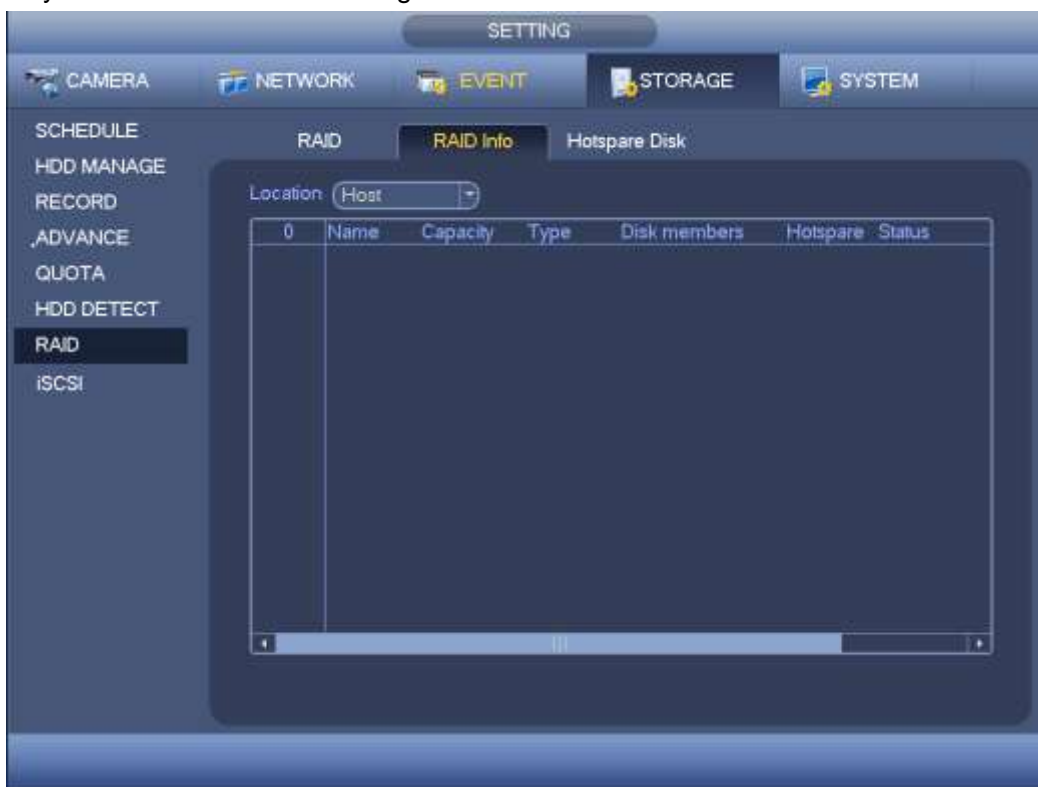 SETTING
CAMERA NETWORK EVENT STORAGE SYSTEM
SCHEDULE
HDD MANAGE
RECORD
ADVANCE
QUOTA
HDD DETECT
RAID
iSCSI
RAID RAID Info Hotspare Disk
Location Host
0 Name Capacity Type Disk members Hotspare Status